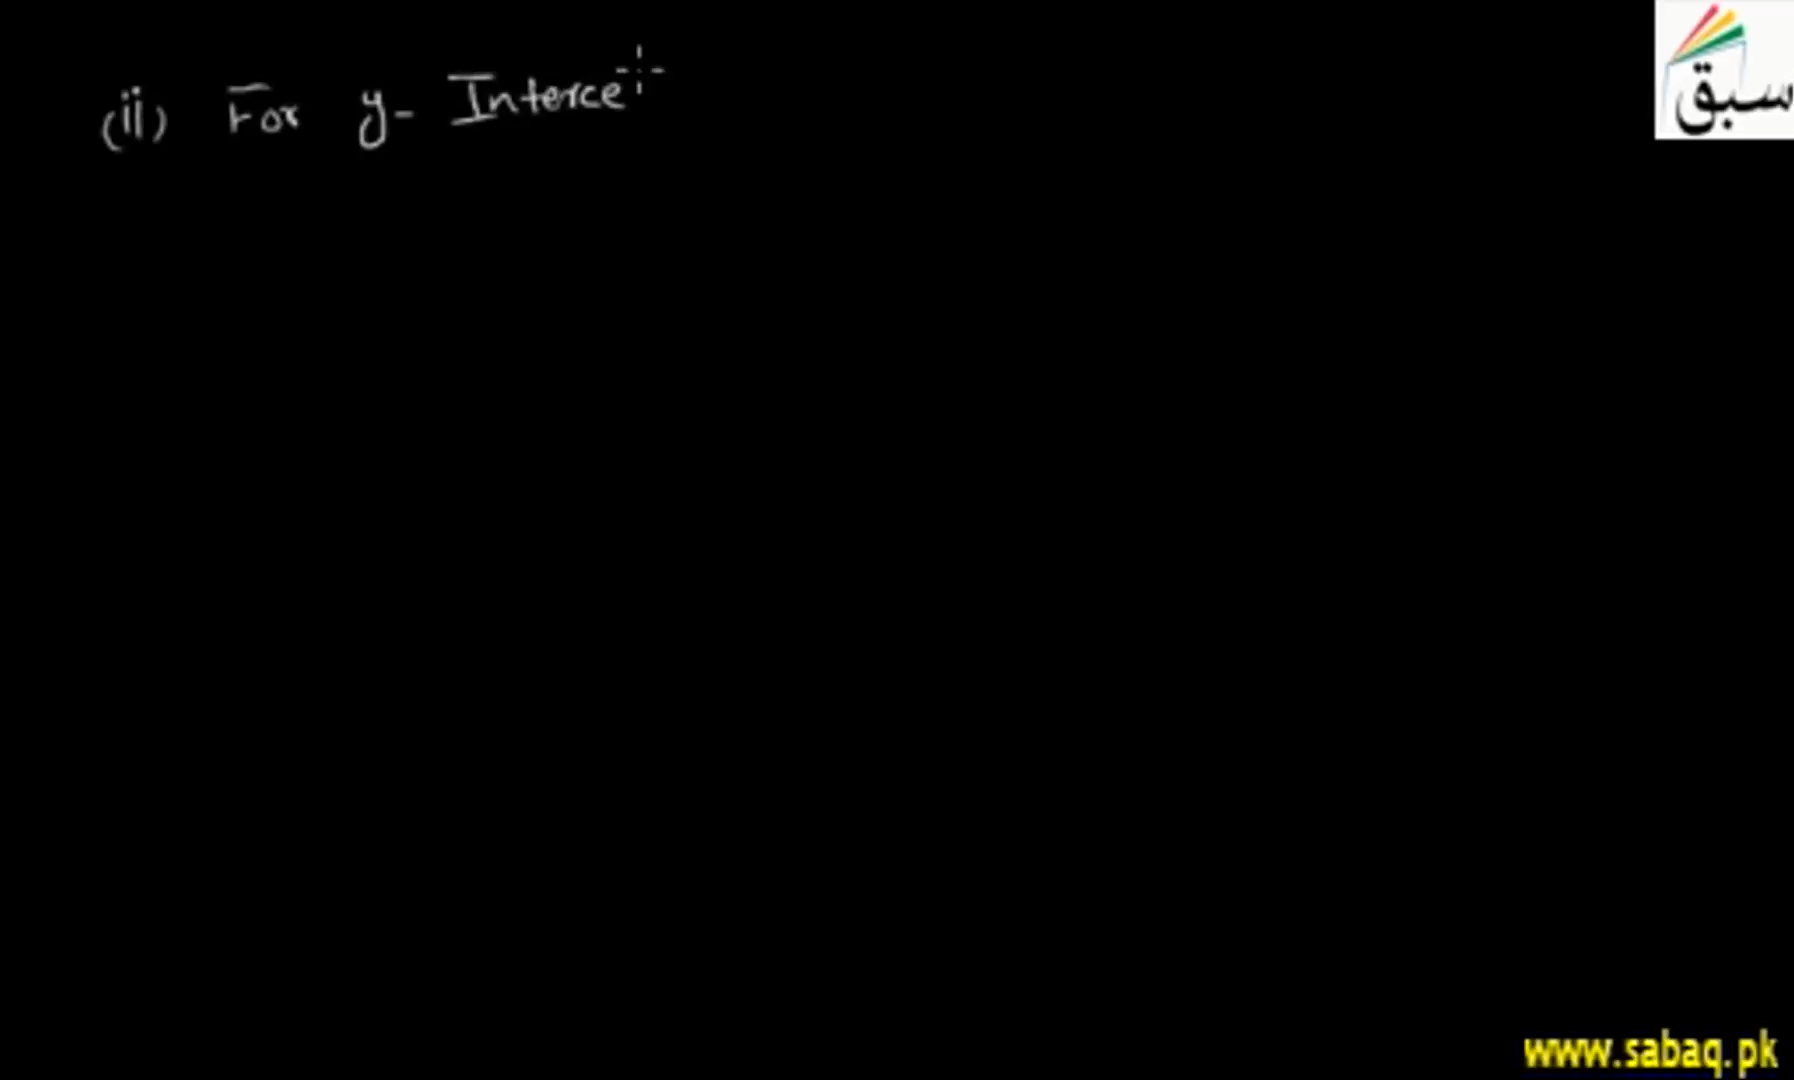 (ii) For y- Interce
سبق
www.sabaq.pk